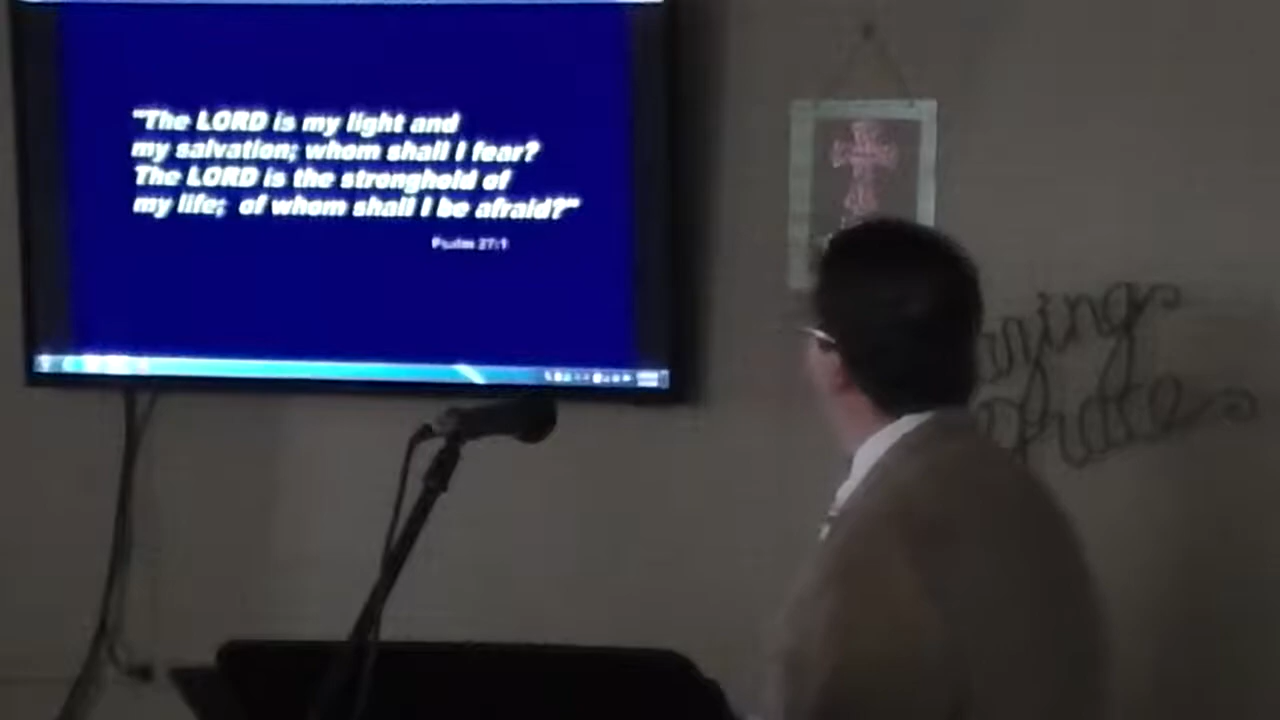 "The LORD is my light and
my salvation; whom shall I fear?
The LORD is the stronghold of
my life; of whom shall I be afraid?"
Psalm 27:1